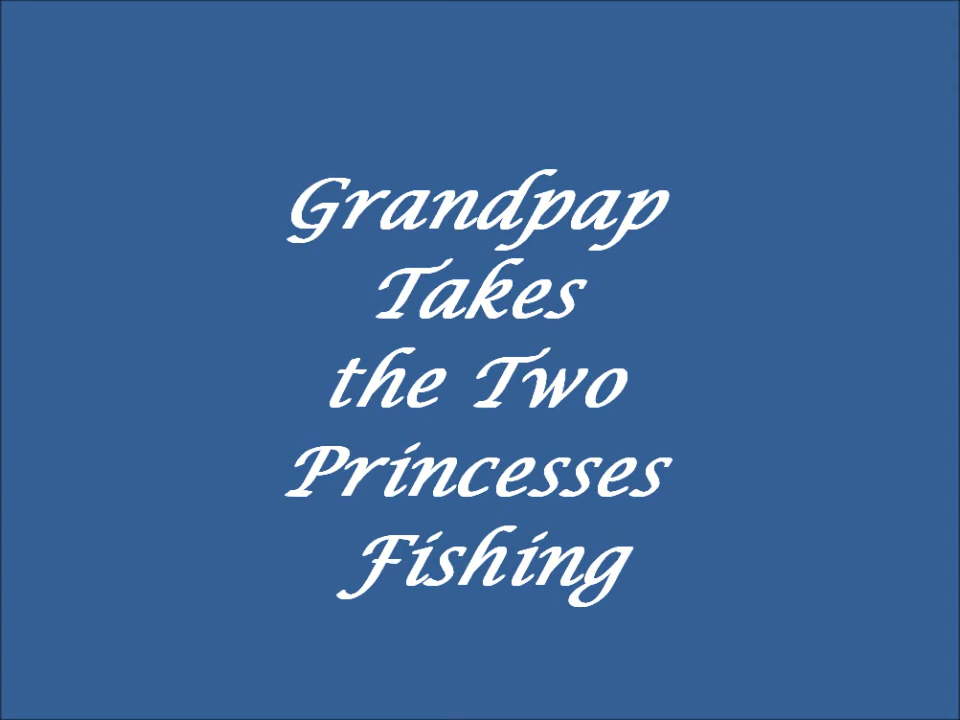 Grandpap
Takes
the Two
Princesses
Fishing